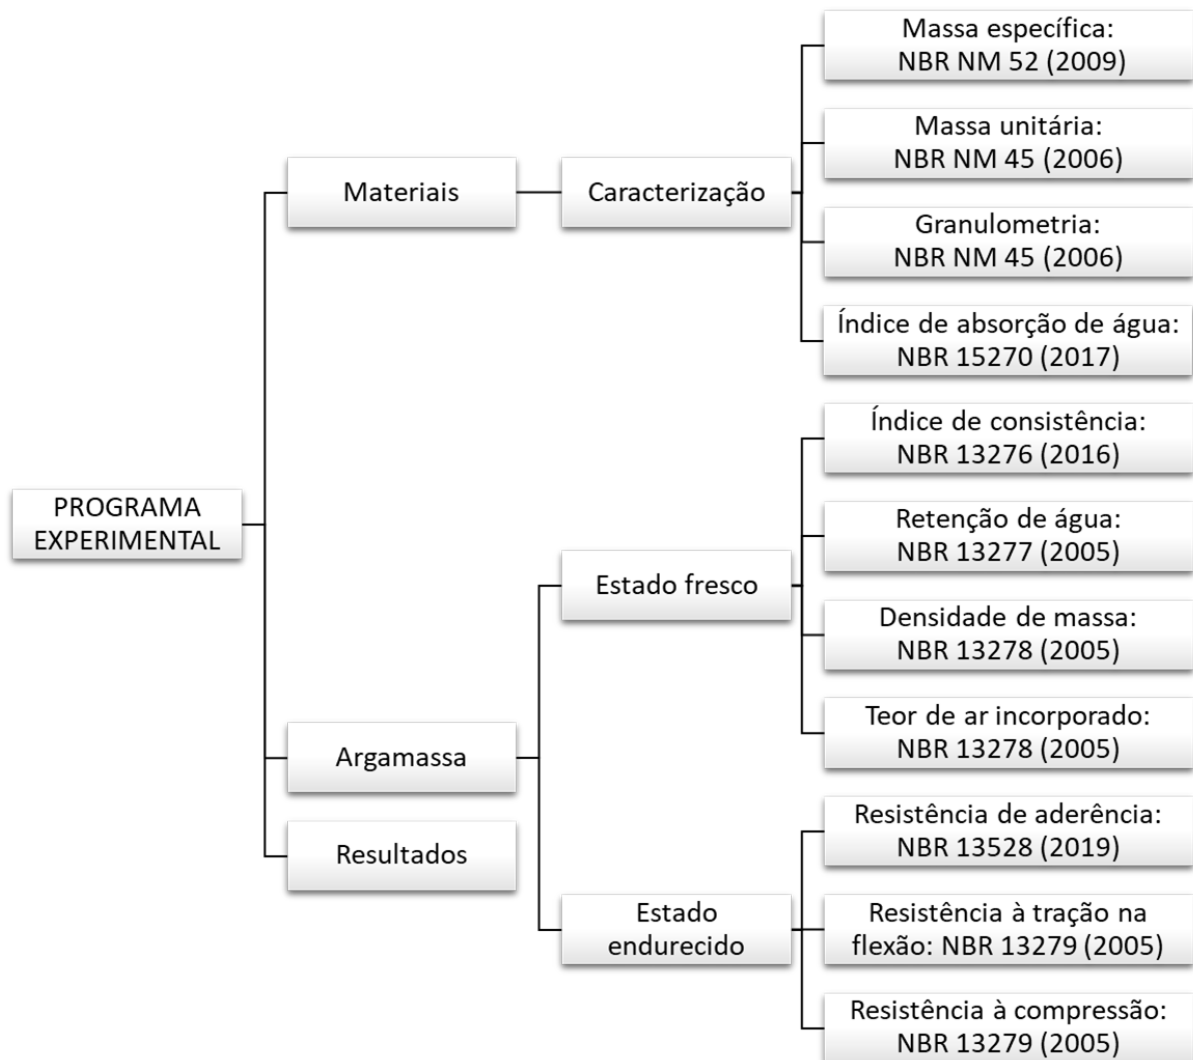 PROGRAMA
EXPERIMENTAL
Materiais
Caracterização
Massa específica:
NBR NM 52 (2009)
Massa unitária:
NBR NM 45 (2006)
Granulometria:
NBR NM 45 (2006)
Índice de absorção de água:
NBR 15270 (2017)
Argamassa
Estado fresco
Índice de consistência:
NBR 13276 (2016)
Retenção de água:
NBR 13277 (2005)
Densidade de massa:
NBR 13278 (2005)
Teor de ar incorporado:
NBR 13278 (2005)
Estado
endurecido
Resistência de aderência:
NBR 13528 (2019)
Resistência à tração na
flexão: NBR 13279 (2005)
Resistência à compressão:
NBR 13279 (2005)
Resultados